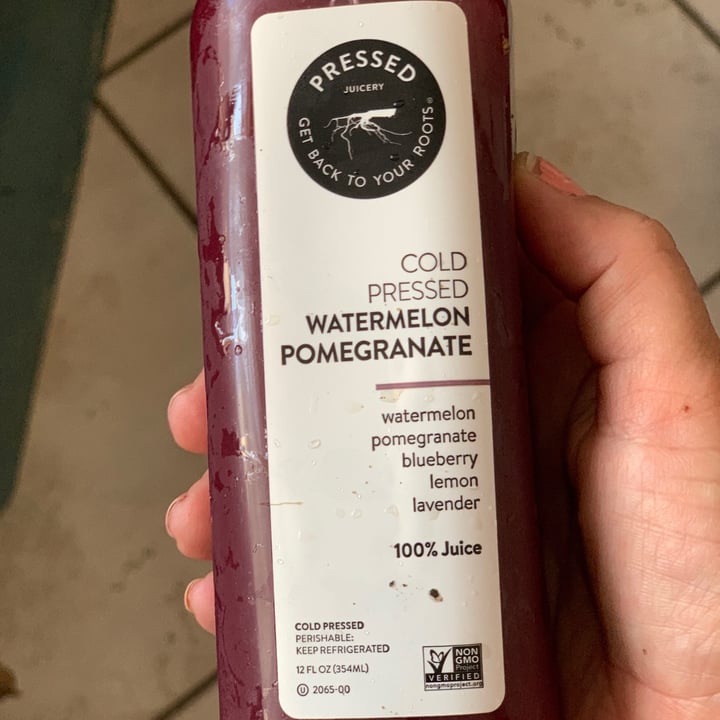 PRESSED
JUICERY
GET BACK TO YOUR ROOTS®
COLD
PRESSED
WATERMELON
POMEGRANATE
watermelon
pomegranate
blueberry
lemon
lavender
100% Juice
COLD PRESSED
PERISHABLE:
KEEP REFRIGERATED
12 FL OZ (354ML)
U 2065-00
NON
GMO
Project
VERIFIED
nongmoproject.org